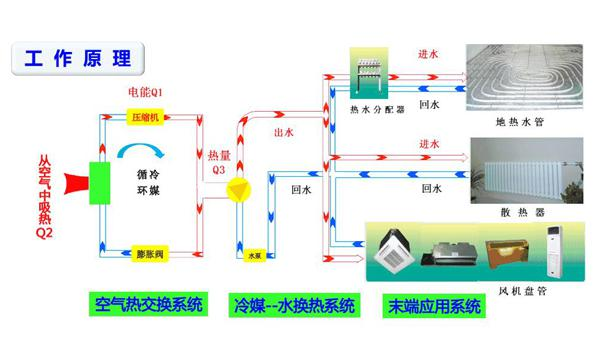 工作原理
电能Q1
压缩机
从空气中吸热Q2
循冷
环媒
膨胀阀
热量
Q3
出水
回水
水泵
进水
热水分配器
回水
地热水管
进水
回水
散热器
风机盘管
空气热交换系统
冷媒--水换热系统
末端应用系统